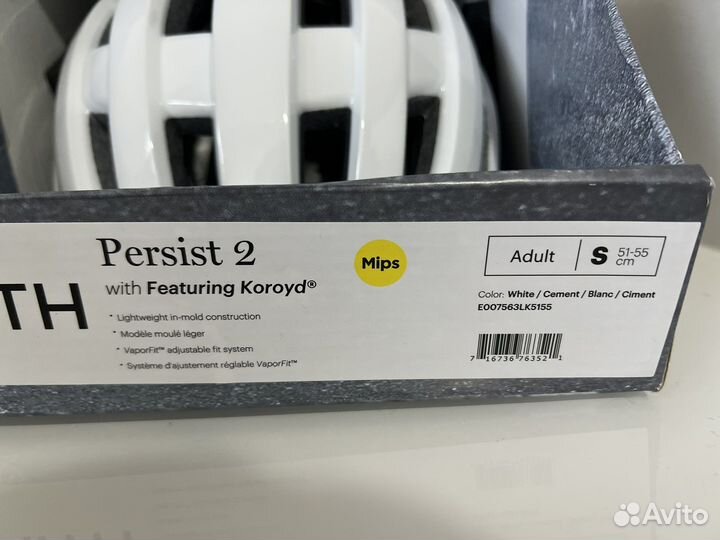 Persist 2
TH
with Featuring Koroyd®
* Lightweight in-mold construction
* Modèle moulé léger
* VaporFit™ adjustable fit system
* Système d'ajustement réglable VaporFit™
Mips
Adult S 51-55 cm
Color: White / Cement / Blanc / Ciment
E007563LK5155
7 16736 76352 1
Avito